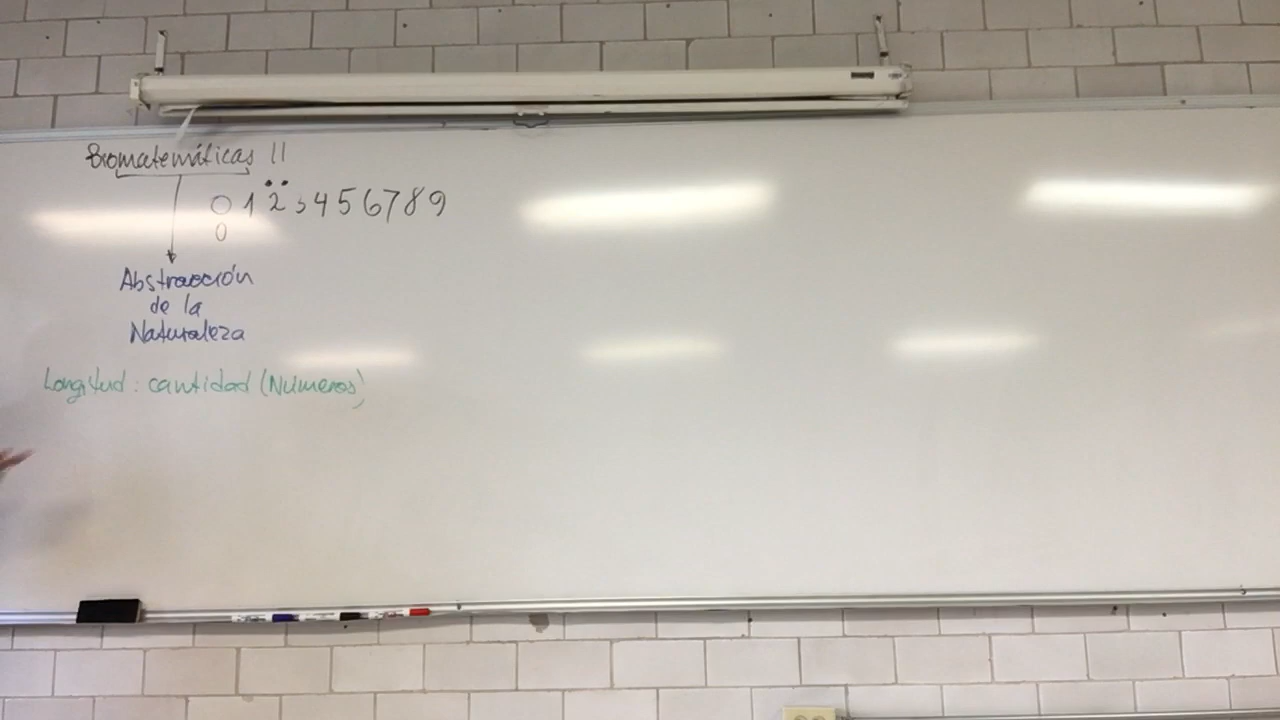 Biomatemáticas II
0 1 2 3 4 5 6 7 8 9
0
Abstracción
de la
Naturaleza
Longitud: cantidad (Números)